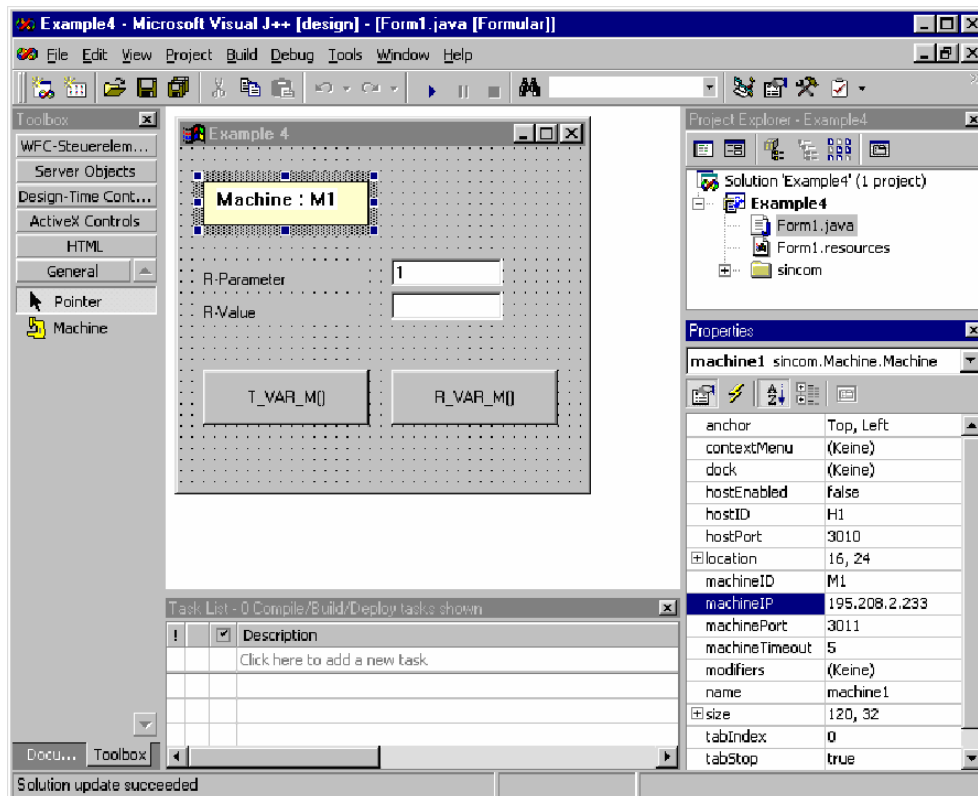 Example4 - Microsoft Visual J++ [design] - [Form1.java [Formular]]
File Edit View Project Build Debug Tools Window Help
Toolbox
WFC-Steuerelem...
Server Objects
Design-Time Cont...
ActiveX Controls
HTML
General
Pointer
Machine
Docu... Toolbox
Example 4
Machine : M1
R-Parameter 1
R-Value
T_VAR_M() R_VAR_M()
Task List - 0 Compile/Build/Deploy tasks shown
! Description
Click here to add a new task
Project Explorer - Example4
Solution 'Example4' (1 project)
Example4
Form1.java
Form1.resources
sincom
Properties
machine1 sincom.Machine.Machine
anchor Top, Left
contextMenu (Keine)
dock (Keine)
hostEnabled false
hostID H1
hostPort 3010
location 16, 24
machineID M1
machineIP 195.208.2.233
machinePort 3011
machineTimeout 5
modifiers (Keine)
name machine1
size 120, 32
tabIndex 0
tabStop true
Solution update succeeded